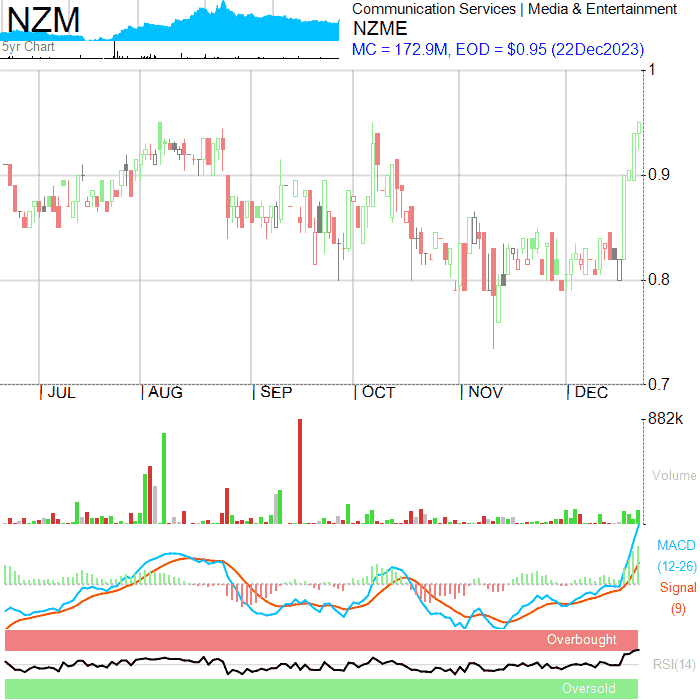 NZM
5yr Chart
Communication Services | Media & Entertainment
NZME
MC = 172.9M, EOD = $0.95 (22Dec2023)
1
0.9
0.8
0.7
JUL
AUG
SEP
OCT
NOV
DEC
882k
Volume
MACD
(12-26)
Signal
(9)
Overbought
RSI(14)
Oversold